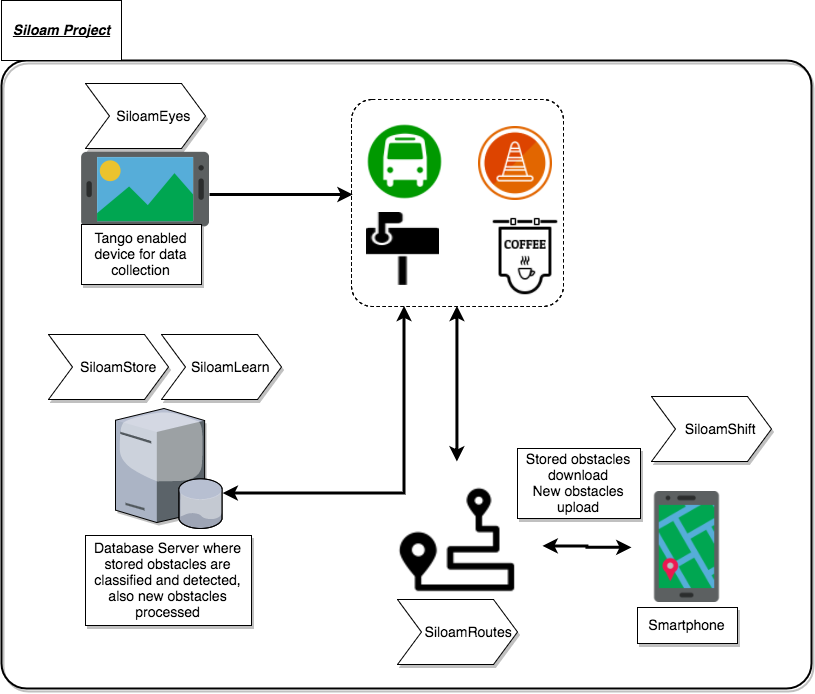 Siloam Project
SiloamEyes
Tango enabled
device for data
collection
COFFEE
SiloamStore
SiloamLearn
Database Server where
stored obstacles are
classified and detected,
also new obstacles
processed
SiloamShift
Stored obstacles
download
New obstacles
upload
SiloamRoutes
Smartphone